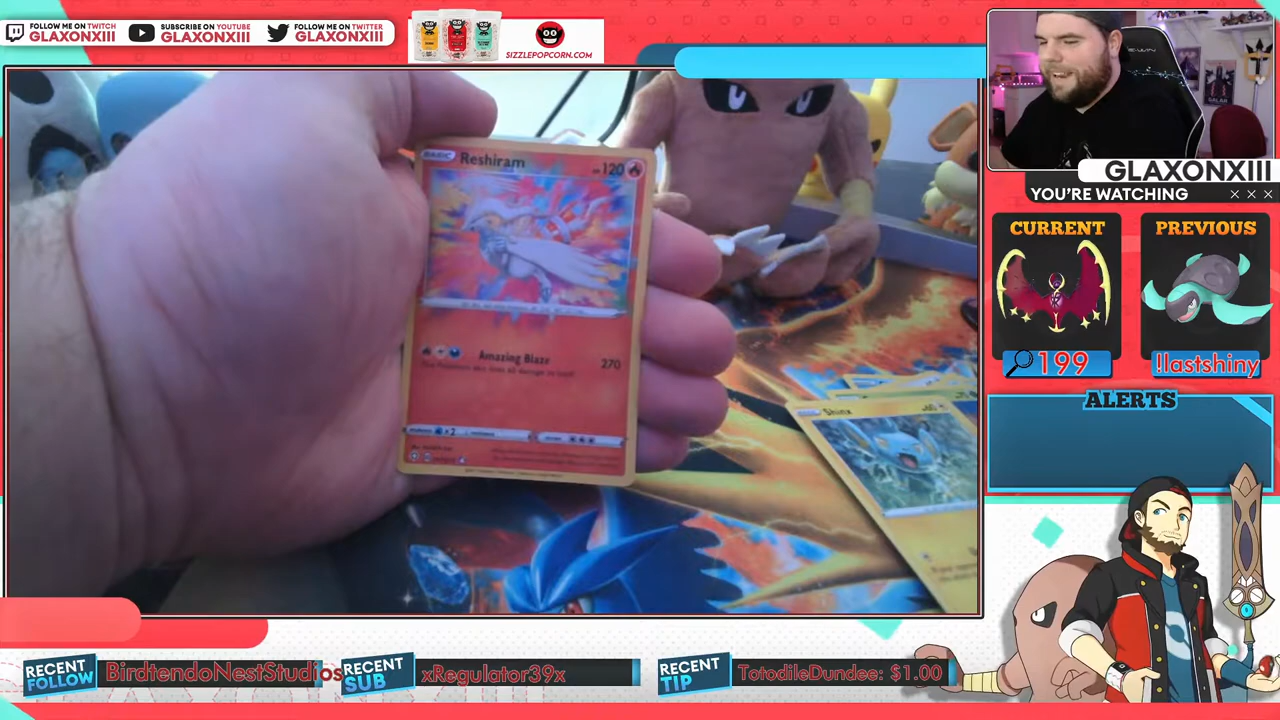 FOLLOW ME ON TWITCH
GLAXONXIII
SUBSCRIBE ON YOUTUBE
GLAXONXIII
FOLLOW ME ON TWITTER
GLAXONXIII
SIZZLEPOPCORN.COM
GLAXONXIII
YOU'RE WATCHING
CURRENT
PREVIOUS
199
!lastshiny
ALERTS
BASIC
Reshiram
120
Amazing Blaze
270
x2
Shinx
RECENT FOLLOW
BirdtendoNestStudios
RECENT SUB
xRegulator39x
RECENT TIP
TotodileDundee: $1.00